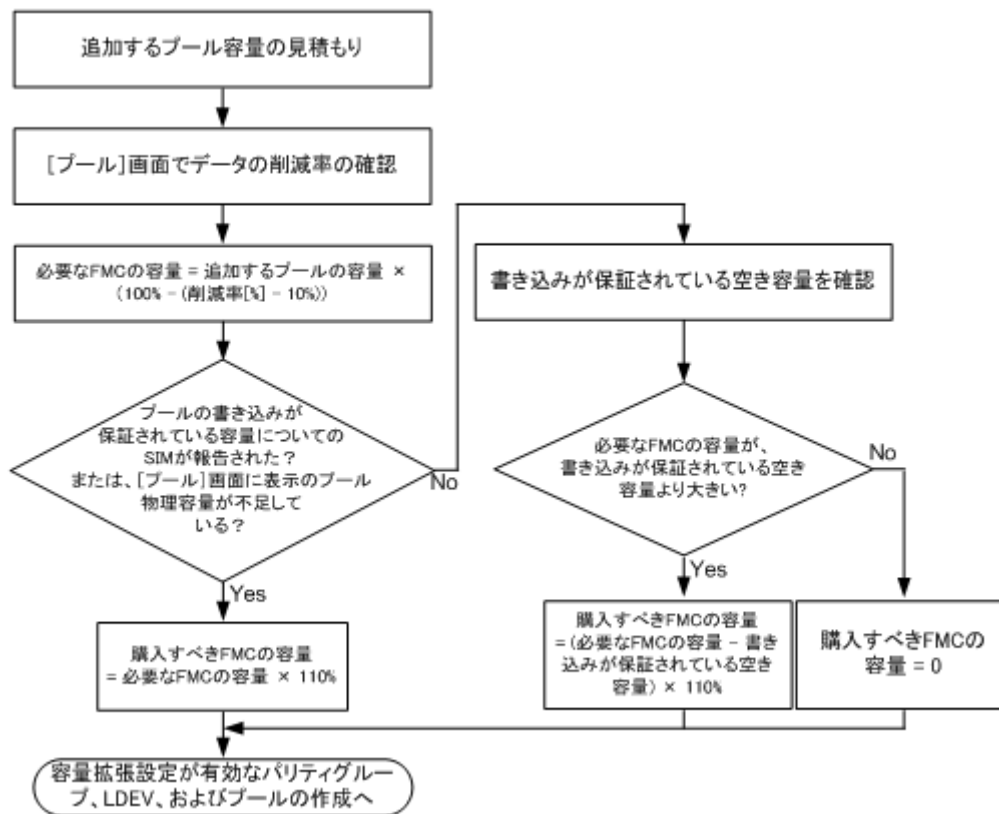 追加するプール容量の見積もり
[プール]画面でデータの削減率の確認
必要なFMCの容量 = 追加するプールの容量 ×
(100% - (削減率[%] - 10%))
プールの書き込みが
保証されている容量についての
SIMが報告された?
または、[プール]画面に表示のプール
物理容量が不足して
いる?
No
Yes
購入すべきFMCの容量
= 必要なFMCの容量 × 110%
書き込みが保証されている空き容量を確認
必要なFMCの容量が、
書き込みが保証されている空き
容量より大きい?
No
Yes
購入すべきFMCの容量
=(必要なFMCの容量 - 書き
込みが保証されている空き
容量) × 110%
購入すべきFMCの
容量 = 0
容量拡張設定が有効なパリティグルー
プ、LDEV、およびプールの作成へ